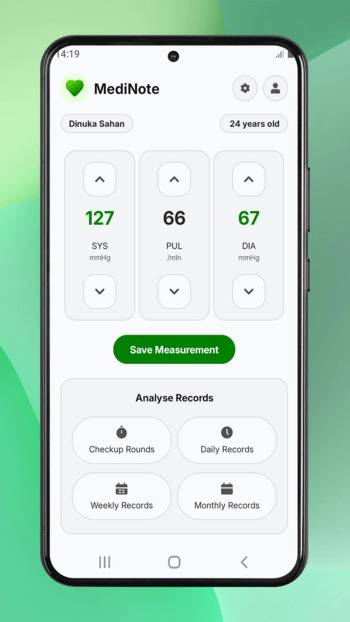 14:19
MediNote
Dinuka Sahan
24 years old
127
66
67
SYS
PUL
DIA
mmHg
/min
mmHg
Save Measurement
Analyse Records
Checkup Rounds
Daily Records
Weekly Records
Monthly Records